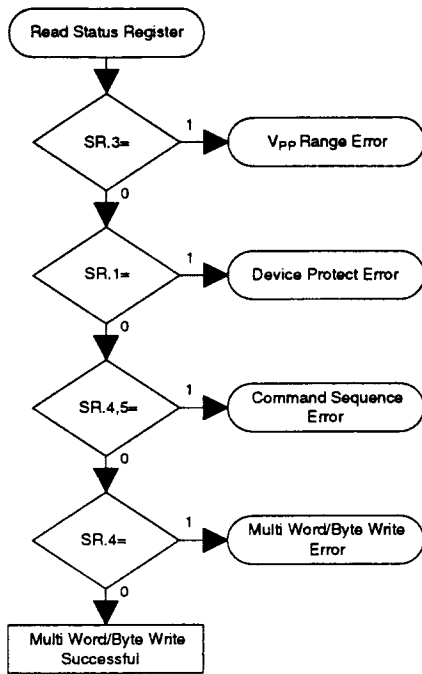 Read Status Register
SR.3=
1
VPP Range Error
0
SR.1=
1
Device Protect Error
0
SR.4,5=
1
Command Sequence
Error
0
SR.4=
1
Multi Word/Byte Write
Error
0
Multi Word/Byte Write
Successful